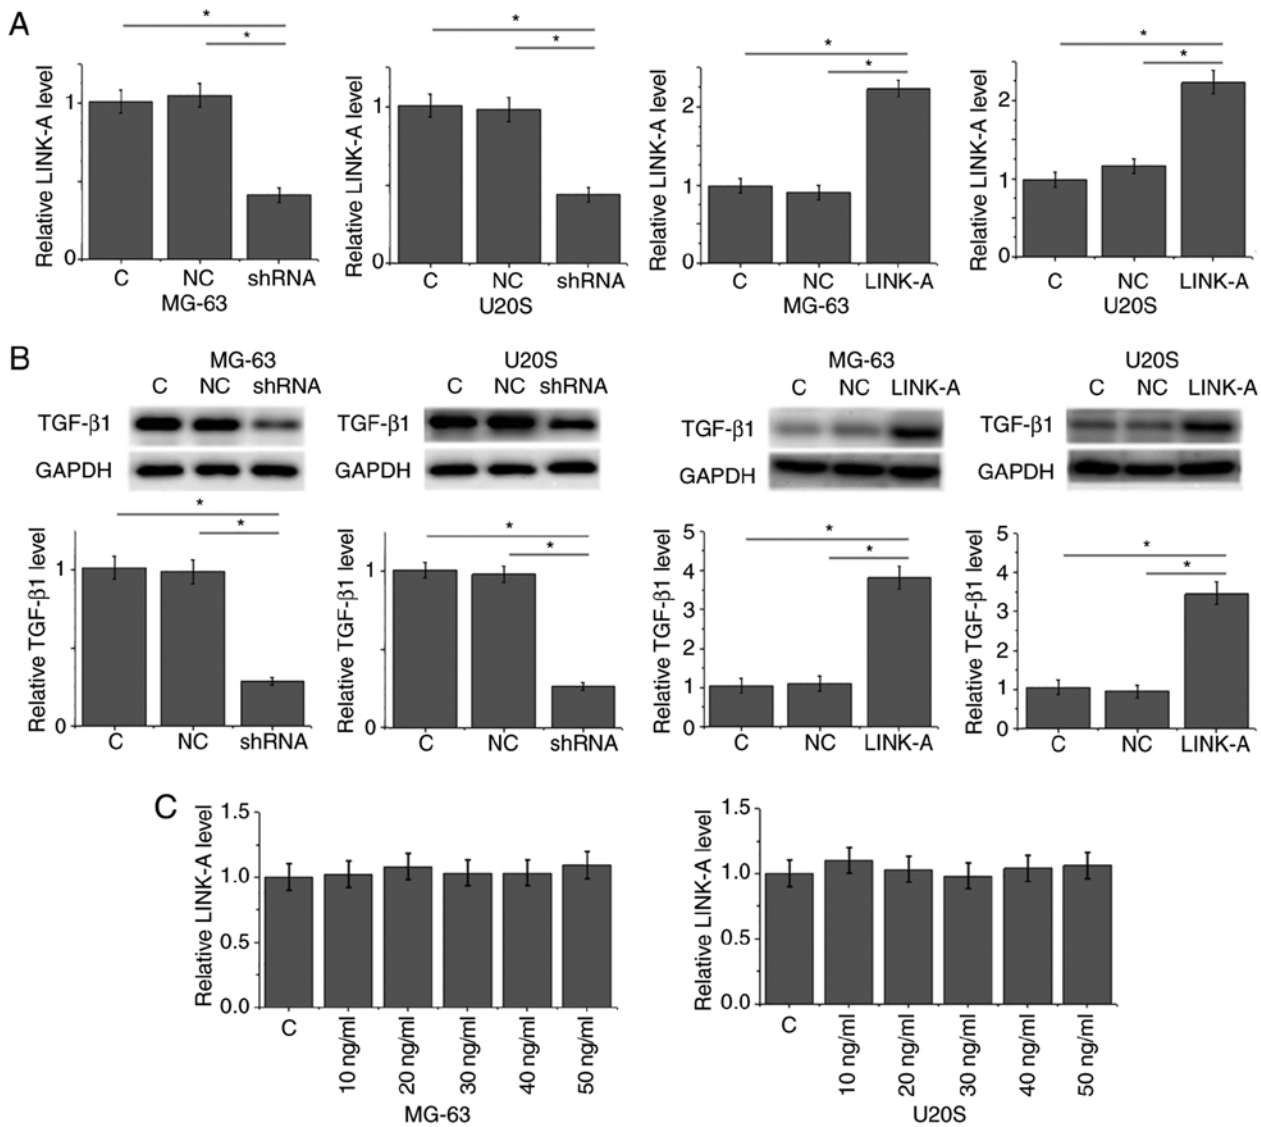 A
* * * *
* * * *
Relative LINK-A level
1
0
C NC shRNA
MG-63
Relative LINK-A level
1
0
C NC shRNA
U20S
Relative LINK-A level
2
1
0
C NC LINK-A
MG-63
Relative LINK-A level
2
1
0
C NC LINK-A
U20S
B
MG-63
C NC shRNA
TGF-β1
GAPDH
*
*
Relative TGF-β1 level
1
0
C NC shRNA
U20S
C NC shRNA
TGF-β1
GAPDH
*
*
Relative TGF-β1 level
1
0
C NC shRNA
MG-63
C NC LINK-A
TGF-β1
GAPDH
*
*
Relative TGF-β1 level
5
4
3
2
1
0
C NC LINK-A
U20S
C NC LINK-A
TGF-β1
GAPDH
*
*
Relative TGF-β1 level
5
4
3
2
1
0
C NC LINK-A
C
Relative LINK-A level
1.5
1.0
0.5
0.0
C 10 ng/ml 20 ng/ml 30 ng/ml 40 ng/ml 50 ng/ml
MG-63
Relative LINK-A level
1.5
1.0
0.5
0.0
C 10 ng/ml 20 ng/ml 30 ng/ml 40 ng/ml 50 ng/ml
U20S